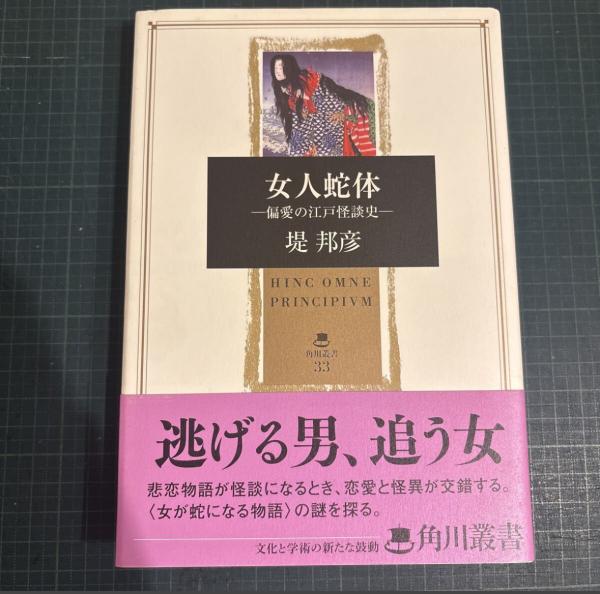 女人蛇体
―偏愛の江戸怪談史―
堤 邦彦
HINC OMNE
PRINCIPIVM
角川叢書
33
逃げる男、追う女
悲恋物語が怪談になるとき、恋愛と怪異が交錯する。
〈女が蛇になる物語〉の謎を探る。
文化と学術の新たな鼓動 角川叢書